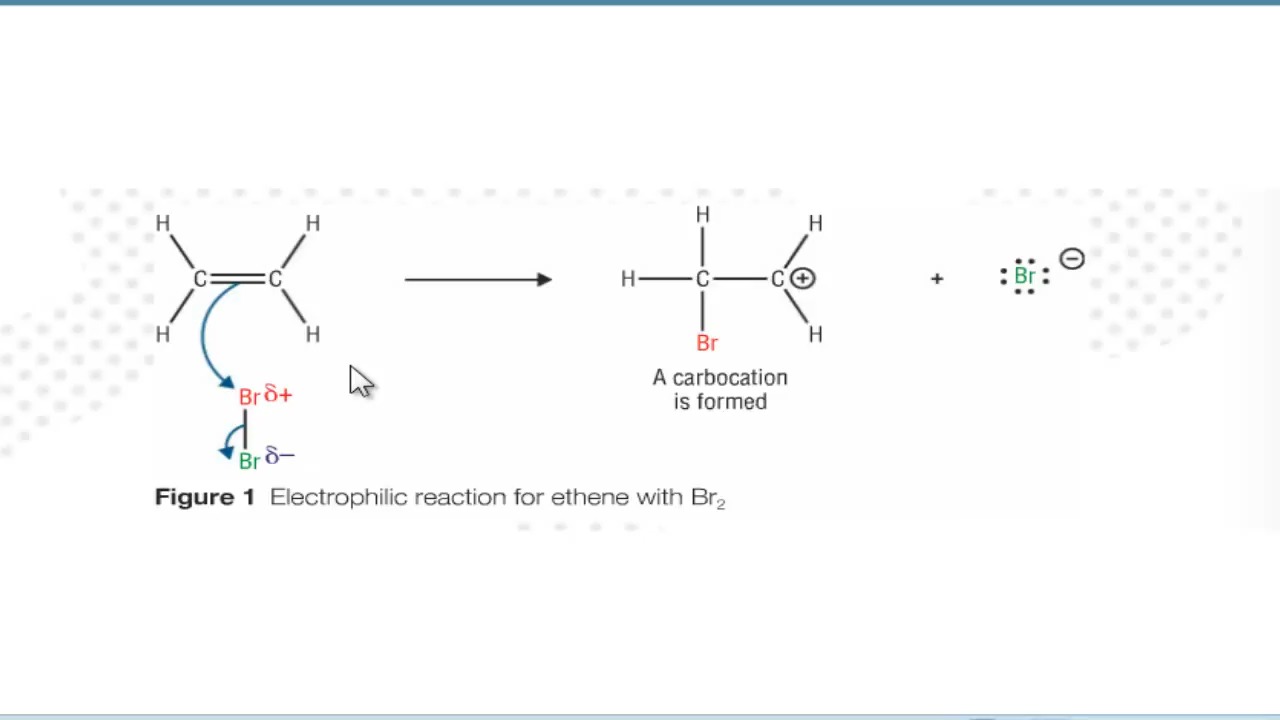 H H H H
C C H C C + + Br −
H H Br H
Br δ+ A carbocation
is formed
Br δ−
Figure 1 Electrophilic reaction for ethene with Br₂